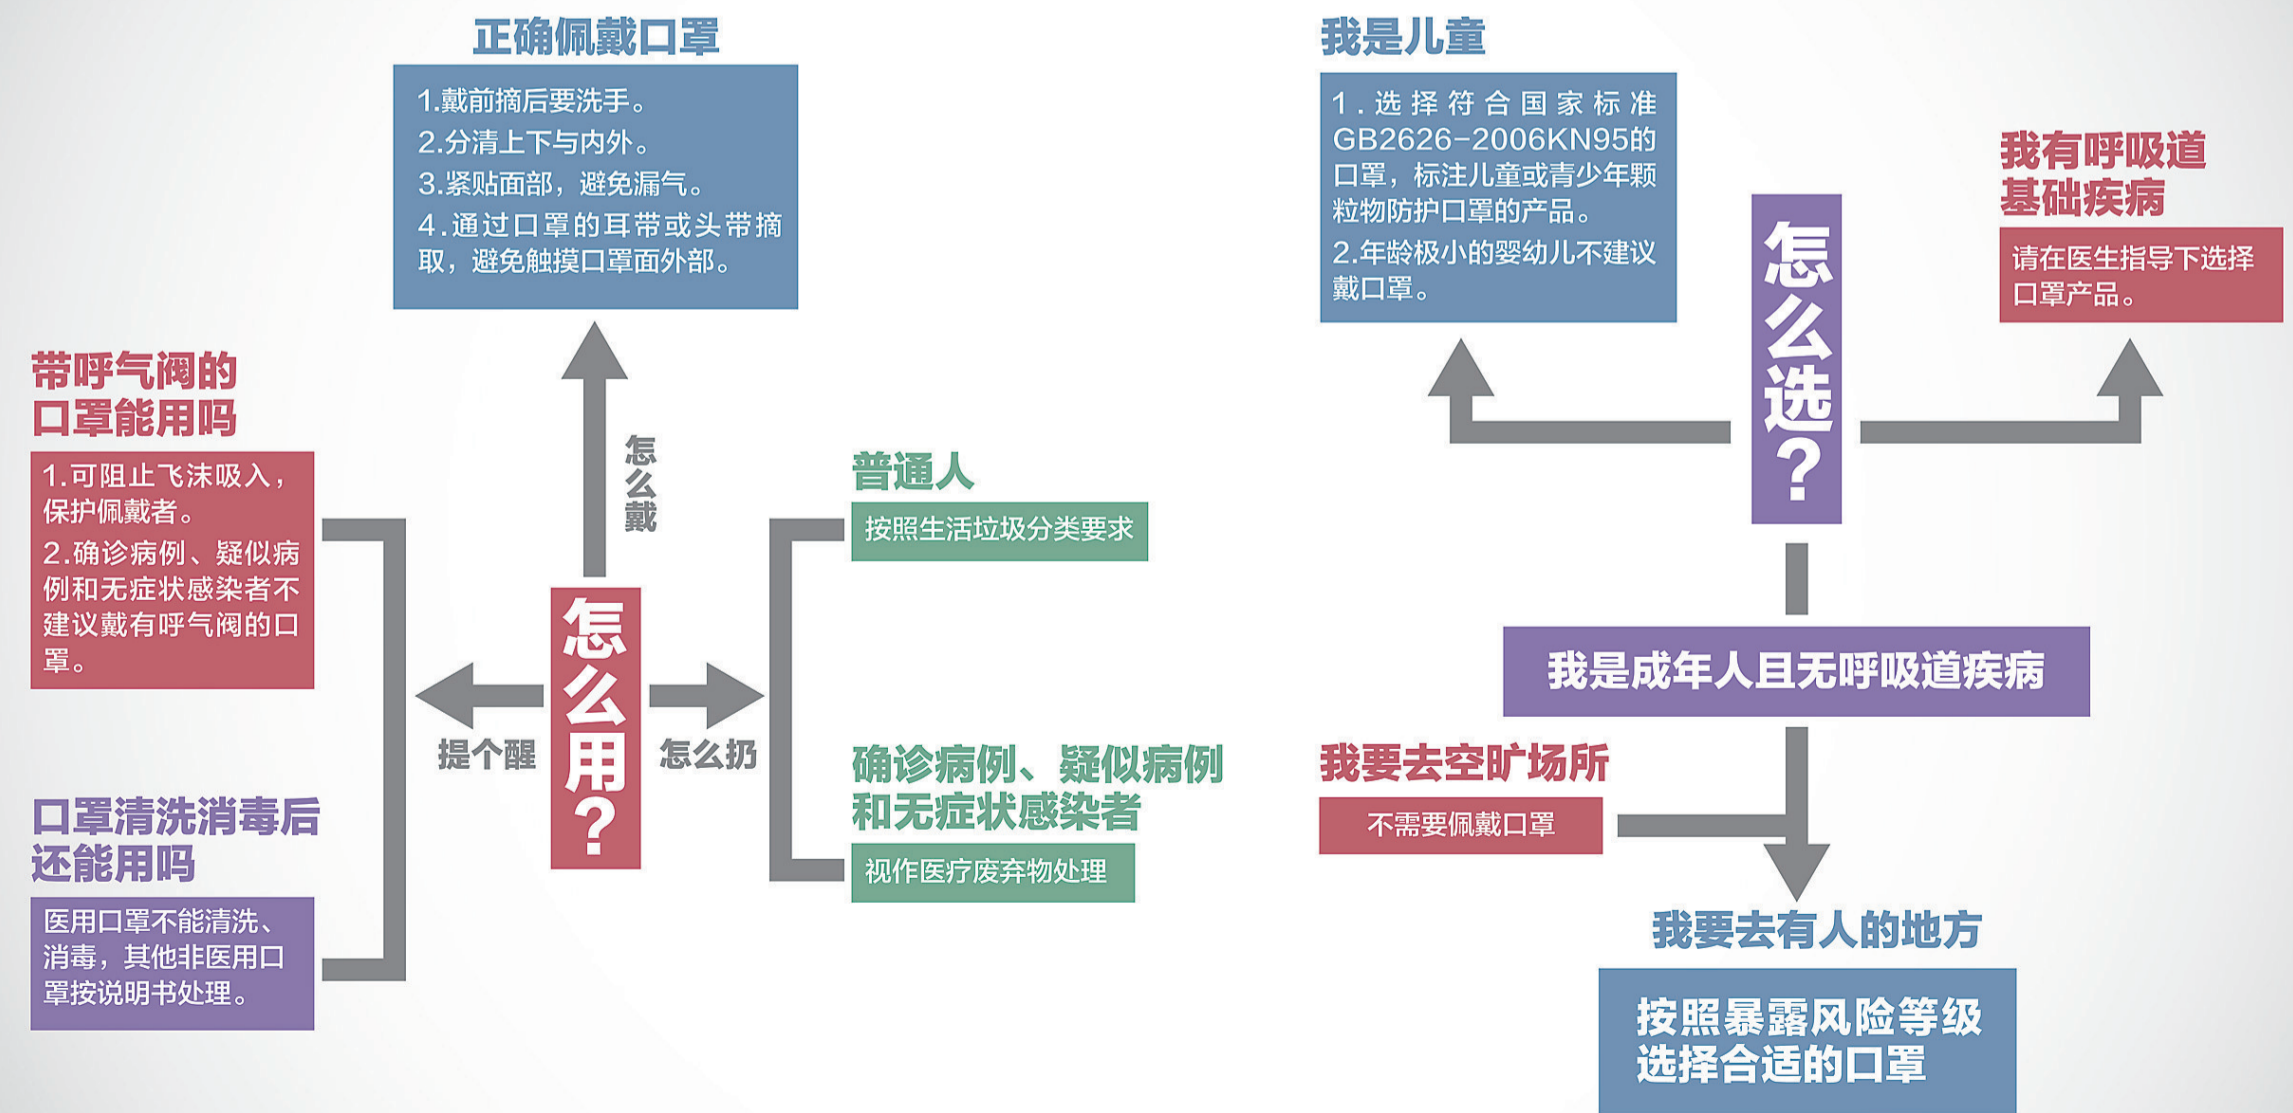 正确佩戴口罩
1.戴前摘后要洗手。
2.分清上下与内外。
3.紧贴面部，避免漏气。
4.通过口罩的耳带或头带摘
取，避免触摸口罩面外部。
怎么戴
带呼气阀的
口罩能用吗
1.可阻止飞沫吸入，
保护佩戴者。
2.确诊病例、疑似病
例和无症状感染者不
建议戴有呼气阀的口
罩。
提个醒
怎么用？
怎么扔
口罩清洗消毒后
还能用吗
医用口罩不能清洗、
消毒，其他非医用口
罩按说明书处理。
普通人
按照生活垃圾分类要求
确诊病例、疑似病例
和无症状感染者
视作医疗废弃物处理
我是儿童
1.选择符合国家标准
GB2626-2006KN95的
口罩，标注儿童或青少年颗
粒物防护口罩的产品。
2.年龄极小的婴幼儿不建议
戴口罩。
怎么选？
我有呼吸道
基础疾病
请在医生指导下选择
口罩产品。
我是成年人且无呼吸道疾病
我要去空旷场所
不需要佩戴口罩
我要去有人的地方
按照暴露风险等级
选择合适的口罩